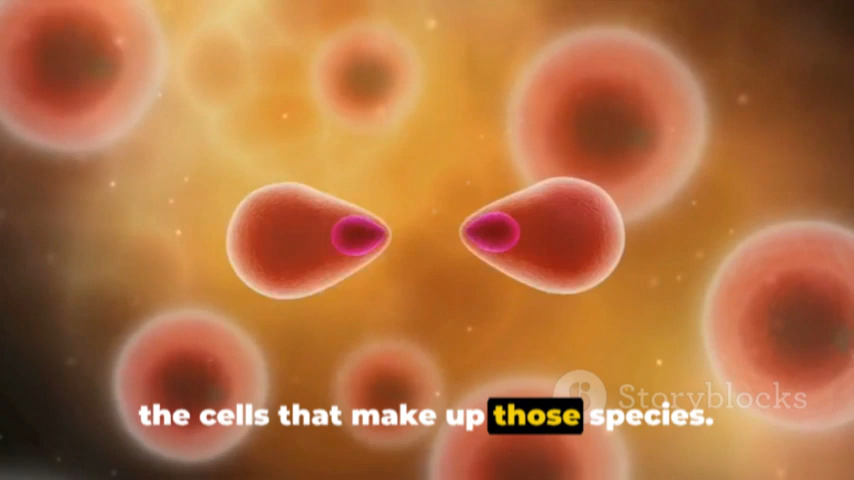 Storyblocks
the cells that make up those species.